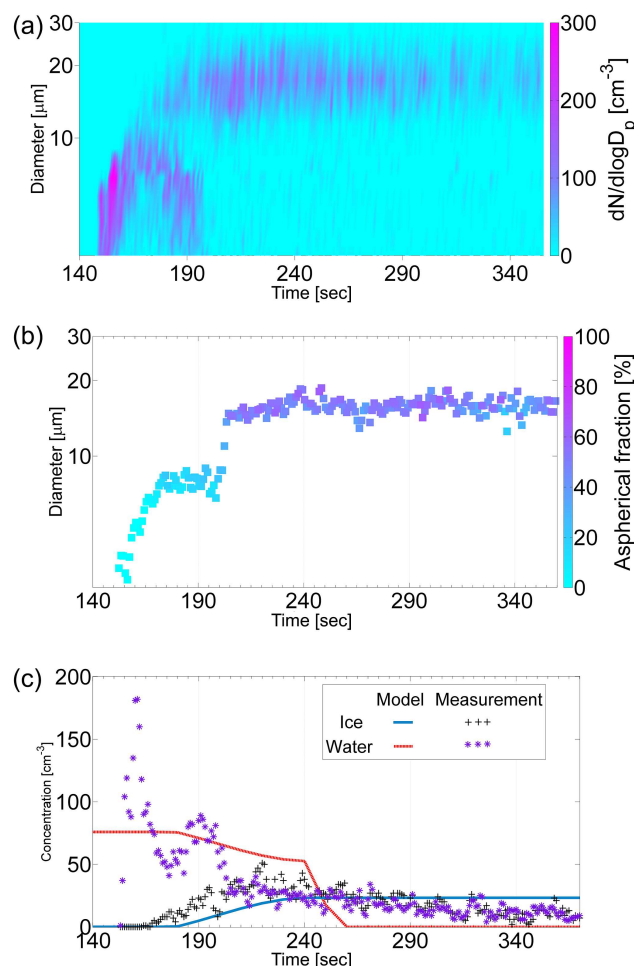 (a)
30
20
10
Diameter [μm]
140 190 240 290 340
Time [sec]
300
200
100
0
dN/dlogD_p [cm⁻³]
(b)
30
20
10
Diameter [μm]
140 190 240 290 340
Time [sec]
100
80
60
40
20
0
Aspherical fraction [%]
(c)
200
150
100
50
0
Concentration [cm⁻³]
Model Measurement
Ice
Water
140 190 240 290 340
Time [sec]